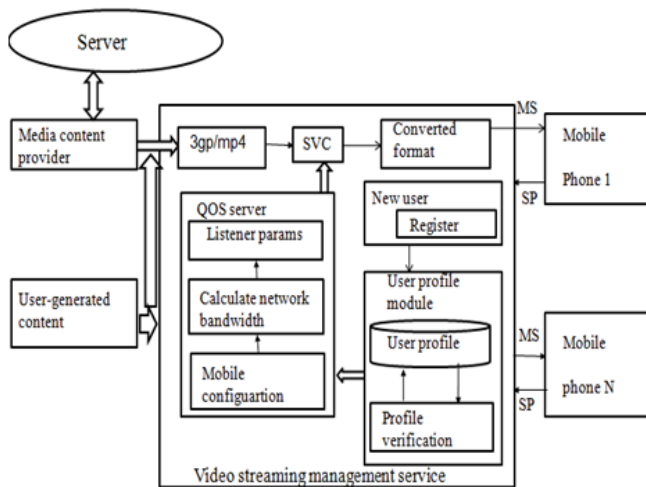 Server
Media content
provider
3gp/mp4
SVC
Converted
format
MS
Mobile
Phone 1
SP
QOS server
Listener params
Calculate network
bandwidth
Mobile
configuartion
New user
Register
User profile
module
User profile
Profile
verification
User-generated
content
MS
Mobile
phone N
SP
Video streaming management service